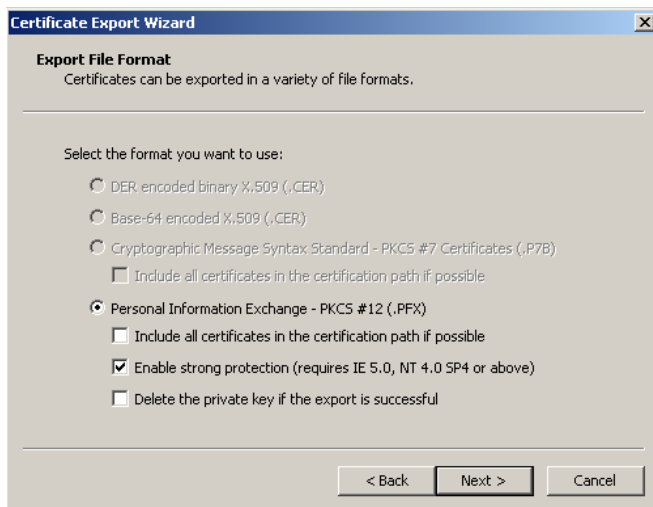 Certificate Export Wizard
Export File Format
Certificates can be exported in a variety of file formats.
Select the format you want to use:
DER encoded binary X.509 (.CER)
Base-64 encoded X.509 (.CER)
Cryptographic Message Syntax Standard - PKCS #7 Certificates (.P7B)
Include all certificates in the certification path if possible
Personal Information Exchange - PKCS #12 (.PFX)
Include all certificates in the certification path if possible
Enable strong protection (requires IE 5.0, NT 4.0 SP4 or above)
Delete the private key if the export is successful
< Back Next > Cancel